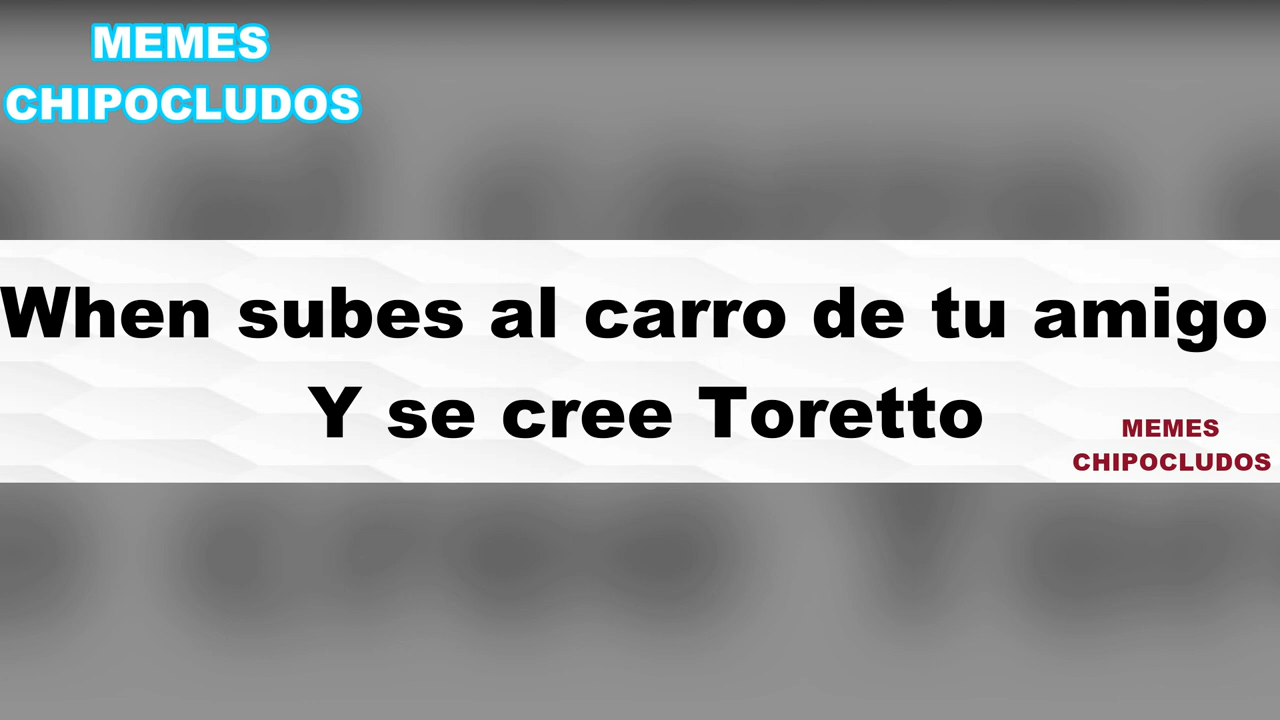 MEMES
CHIPOCLUDOS
When subes al carro de tu amigo
Y se cree Toretto
MEMES
CHIPOCLUDOS